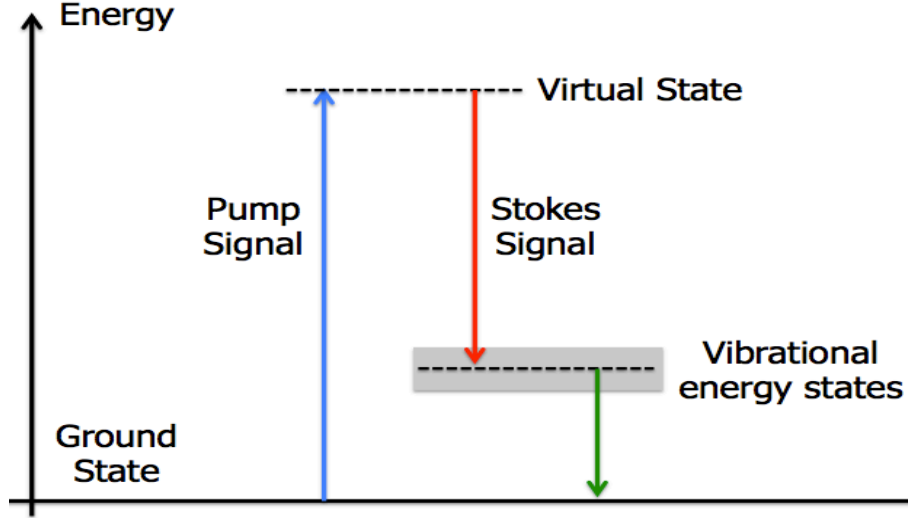 Energy
Virtual State
Pump
Signal
Stokes
Signal
Vibrational
energy states
Ground
State